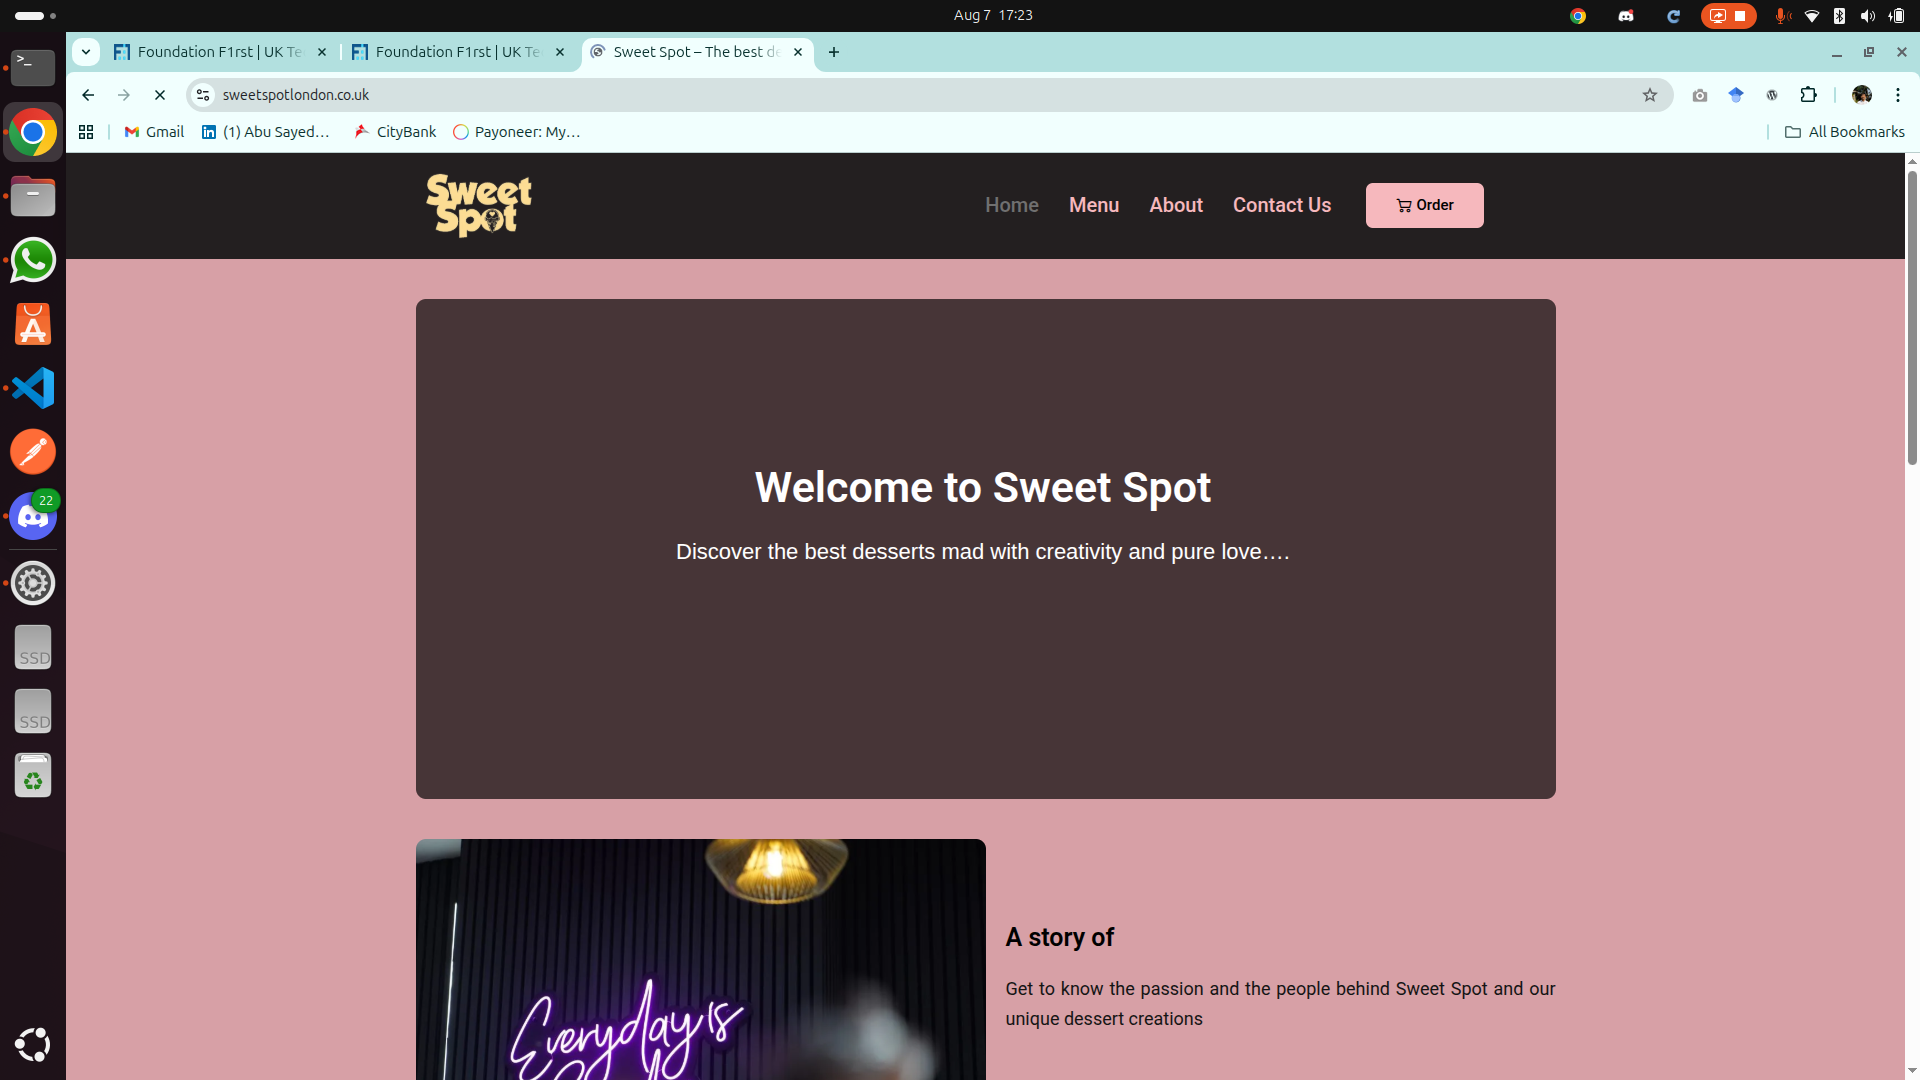 Aug 7 17:23
Foundation F1rst | UK Te
Foundation F1rst | UK Te
Sweet Spot – The best de
sweetspotlondon.co.uk
Gmail
(1) Abu Sayed...
CityBank
Payoneer: My...
All Bookmarks
Sweet
Spot
Home
Menu
About
Contact Us
Order
22
Welcome to Sweet Spot
Discover the best desserts mad with creativity and pure love….
SSD
SSD
A story of
Get to know the passion and the people behind Sweet Spot and our
unique dessert creations
Everyday is